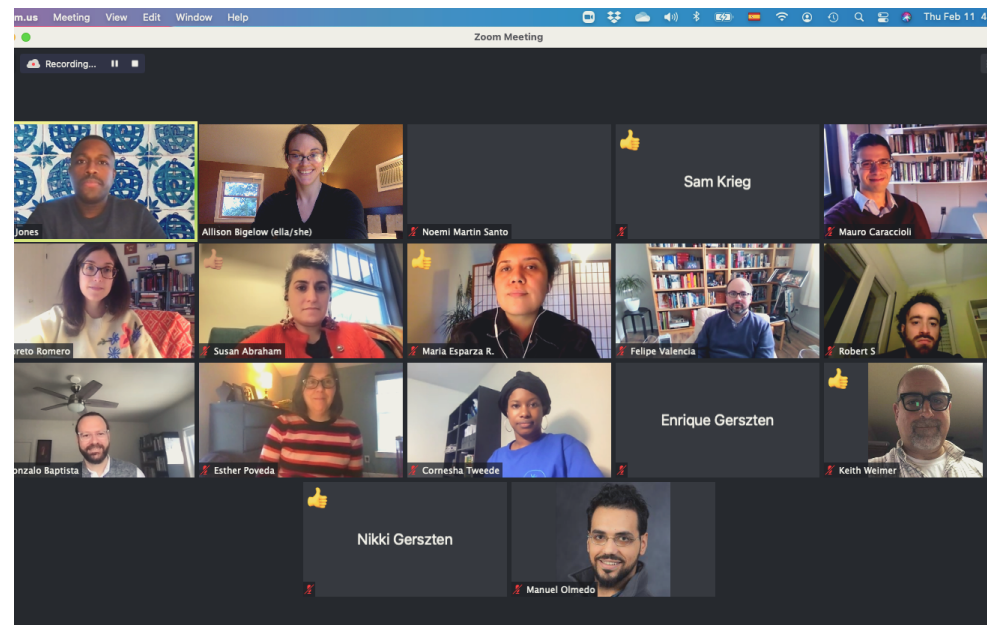 m.us Meeting View Edit Window Help Thu Feb 11 4
Zoom Meeting
Recording...
Jones
Allison Bigelow (ella/she)
Noemi Martin Santo
Sam Krieg
Mauro Caraccioli
oreto Romero
Susan Abraham
Maria Esparza R.
Felipe Valencia
Robert S
onzalo Baptista
Esther Poveda
Cornesha Tweede
Enrique Gerszten
Keith Weimer
Nikki Gerszten
Manuel Olmedo